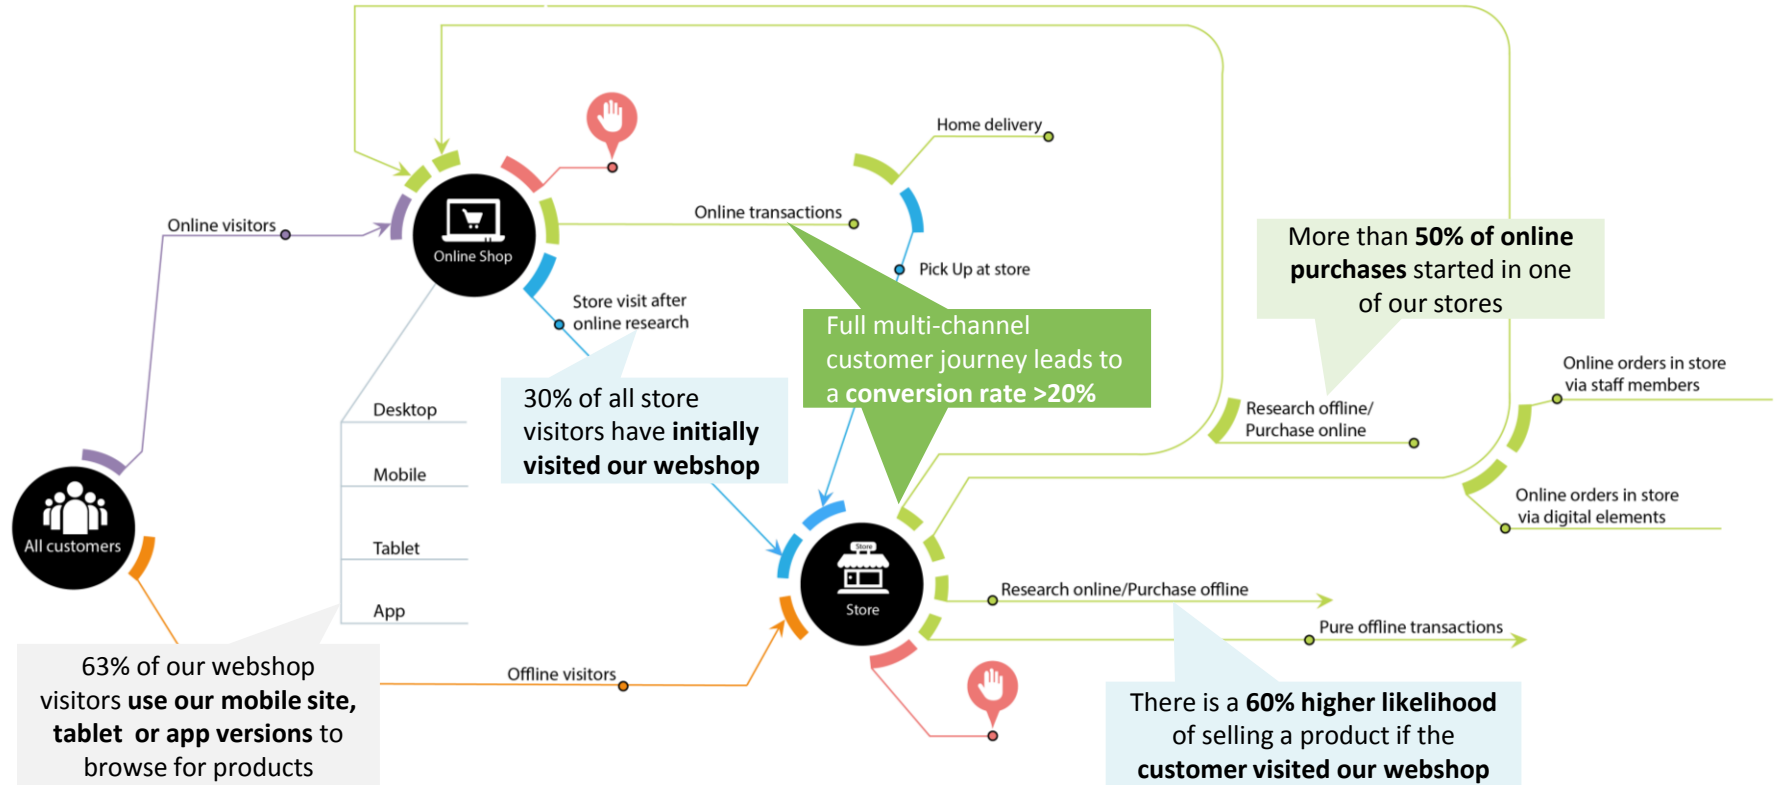 Home delivery
Online visitors
Online transactions
Online Shop
Pick Up at store
Store visit after
online research
More than 50% of online
purchases started in one
of our stores
Full multi-channel
customer journey leads to
a conversion rate >20%
Online orders in store
via staff members
30% of all store
visitors have initially
visited our webshop
Research offline/
Purchase online
Desktop
Mobile
Tablet
App
All customers
Online orders in store
via digital elements
Store
Store
Research online/Purchase offline
Pure offline transactions
Offline visitors
63% of our webshop
visitors use our mobile site,
tablet or app versions to
browse for products
There is a 60% higher likelihood
of selling a product if the
customer visited our webshop